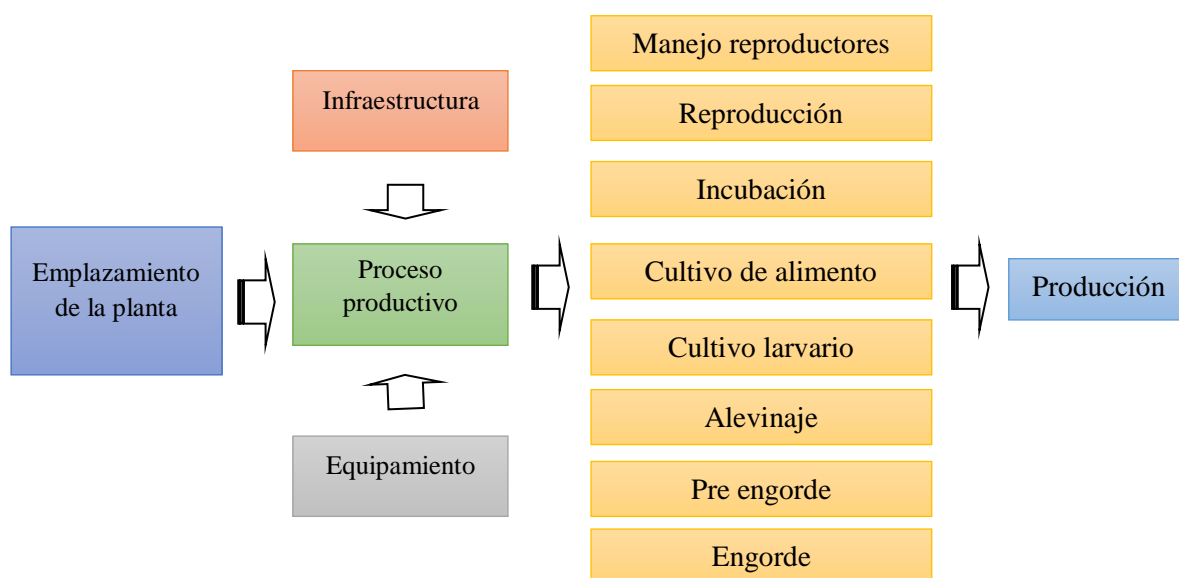 Emplazamiento
de la planta
Infraestructura
Proceso
productivo
Equipamiento
Manejo reproductores
Reproducción
Incubación
Cultivo de alimento
Cultivo larvario
Alevinaje
Pre engorde
Engorde
Producción